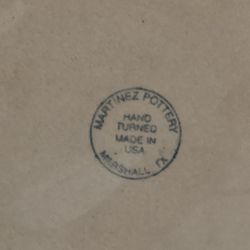 MARTINEZ POTTERY
HAND
TURNED
MADE IN
USA
MARSHALL TX